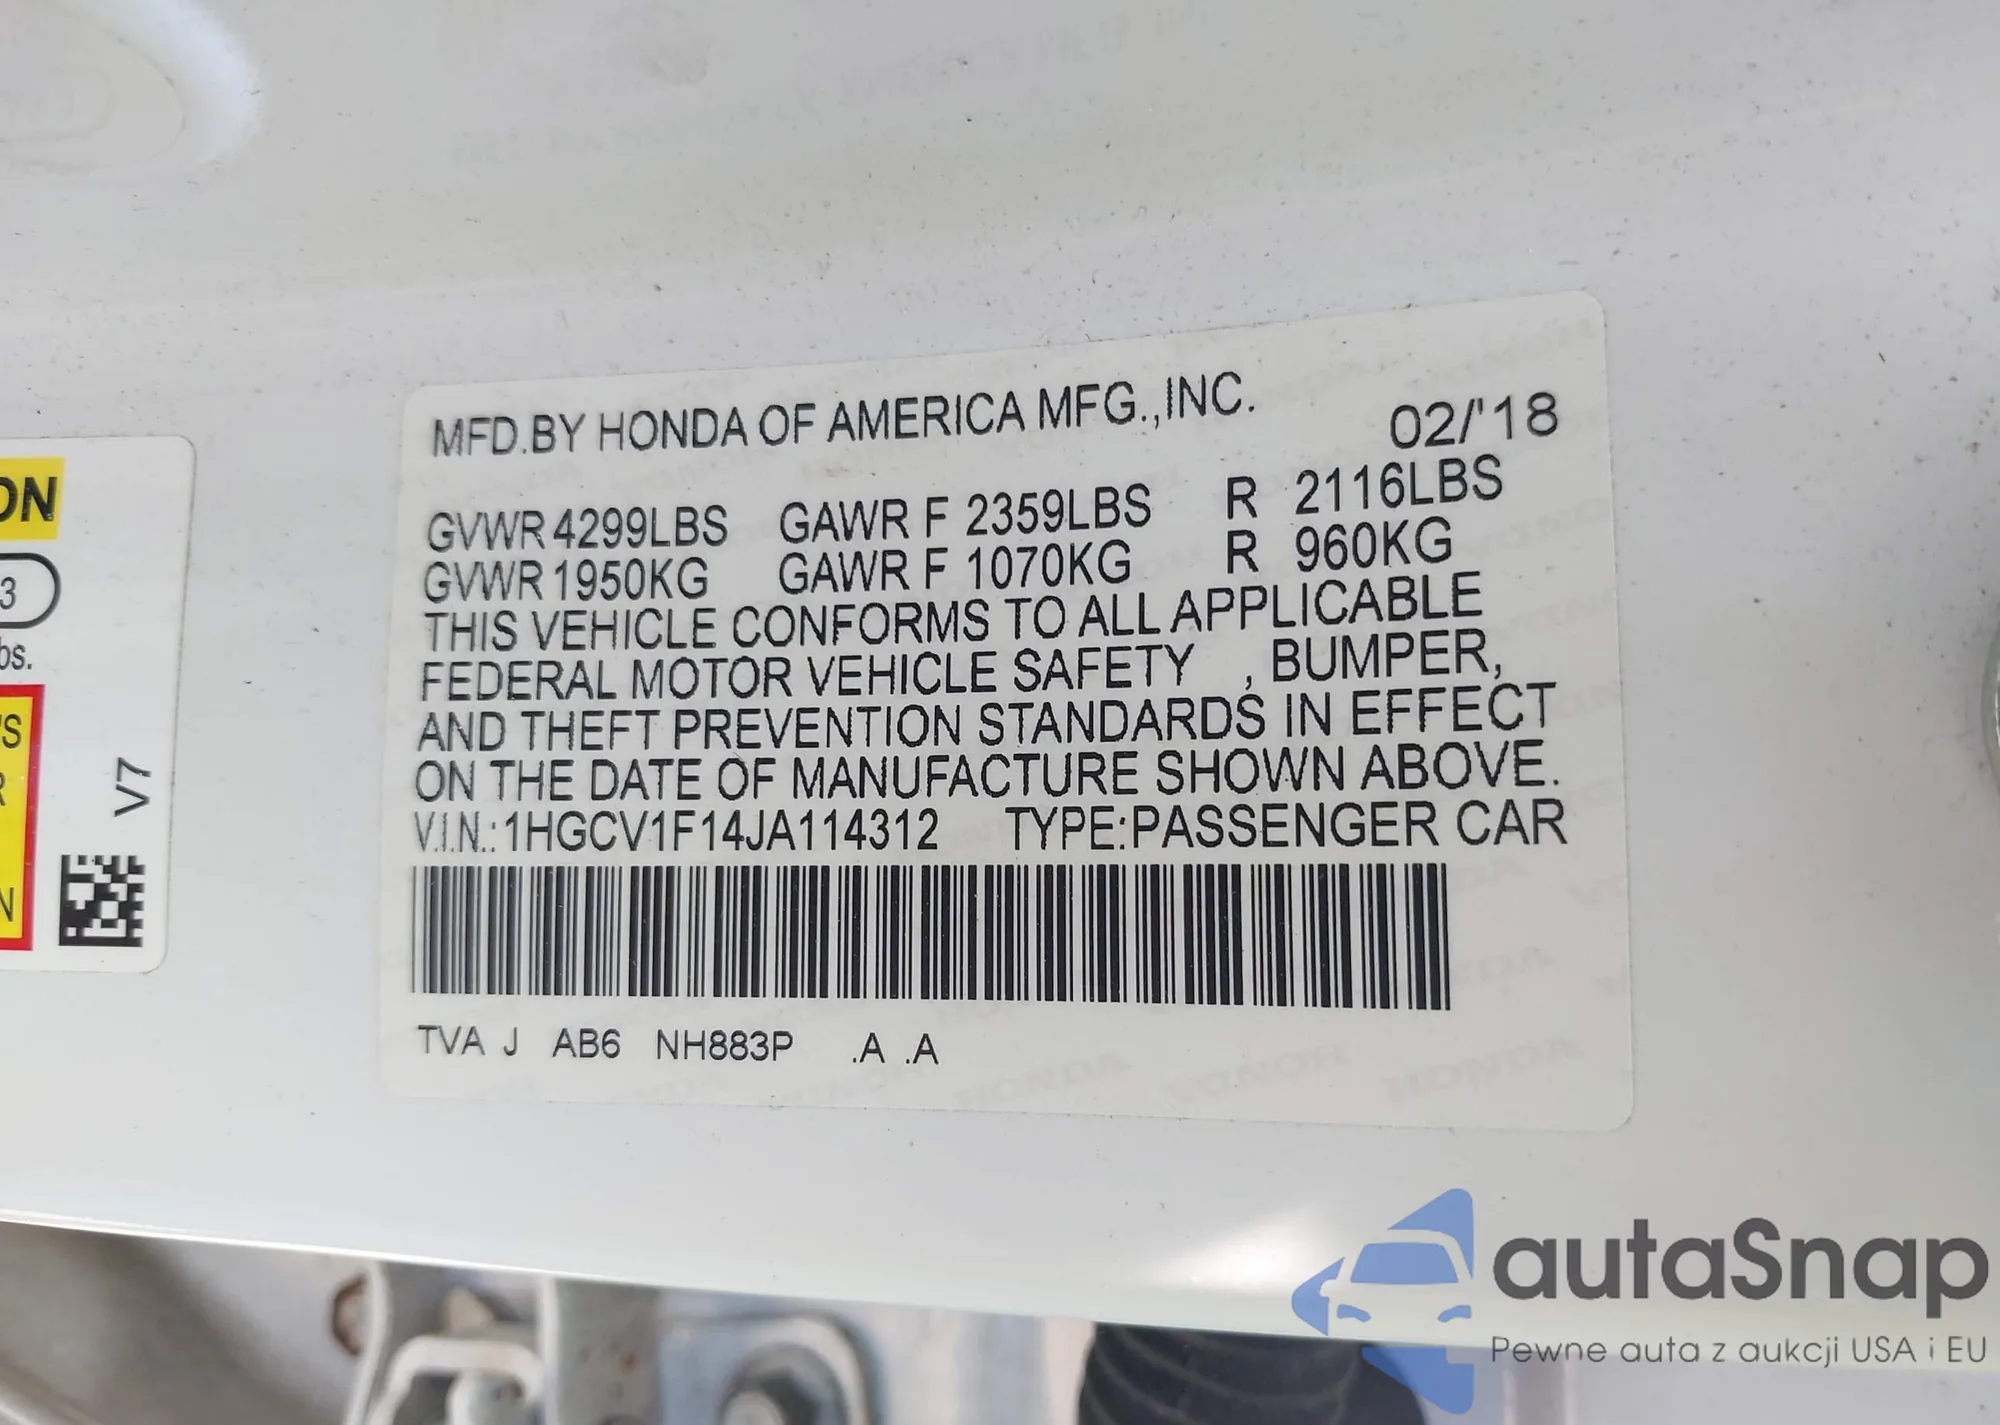 MFD.BY HONDA OF AMERICA MFG.,INC. 02/'18
GVWR 4299LBS GAWR F 2359LBS R 2116LBS
GVWR 1950KG GAWR F 1070KG R 960KG
THIS VEHICLE CONFORMS TO ALL APPLICABLE
FEDERAL MOTOR VEHICLE SAFETY , BUMPER,
AND THEFT PREVENTION STANDARDS IN EFFECT
ON THE DATE OF MANUFACTURE SHOWN ABOVE.
V.I.N.:1HGCV1F14JA114312 TYPE:PASSENGER CAR
TVA J AB6 NH883P .A .A
V7
autaSnap
Pewne auta z aukcji USA i EU